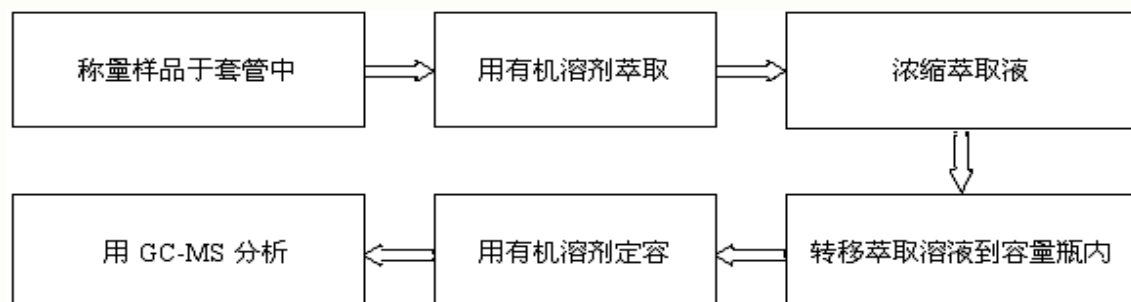 称量样品于套管中
用有机溶剂萃取
浓缩萃取液
转移萃取溶液到容量瓶内
用有机溶剂定容
用 GC-MS 分析